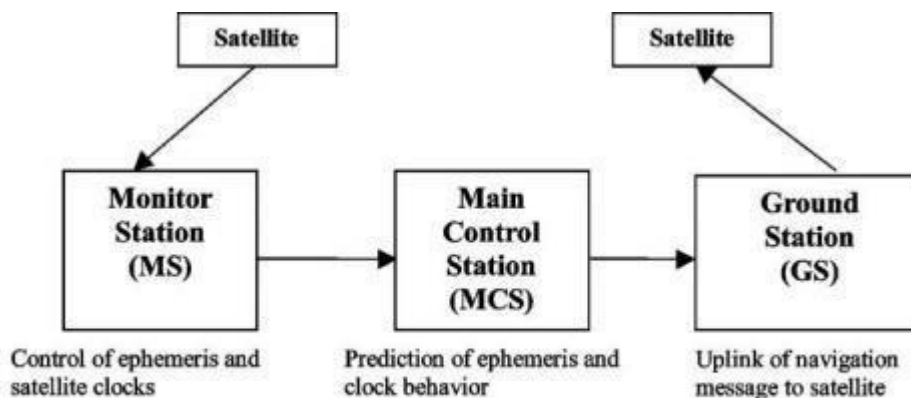 Satellite
Satellite
Monitor
Station
(MS)
Main
Control
Station
(MCS)
Ground
Station
(GS)
Control of ephemeris and
satellite clocks
Prediction of ephemeris and
clock behavior
Uplink of navigation
message to satellite